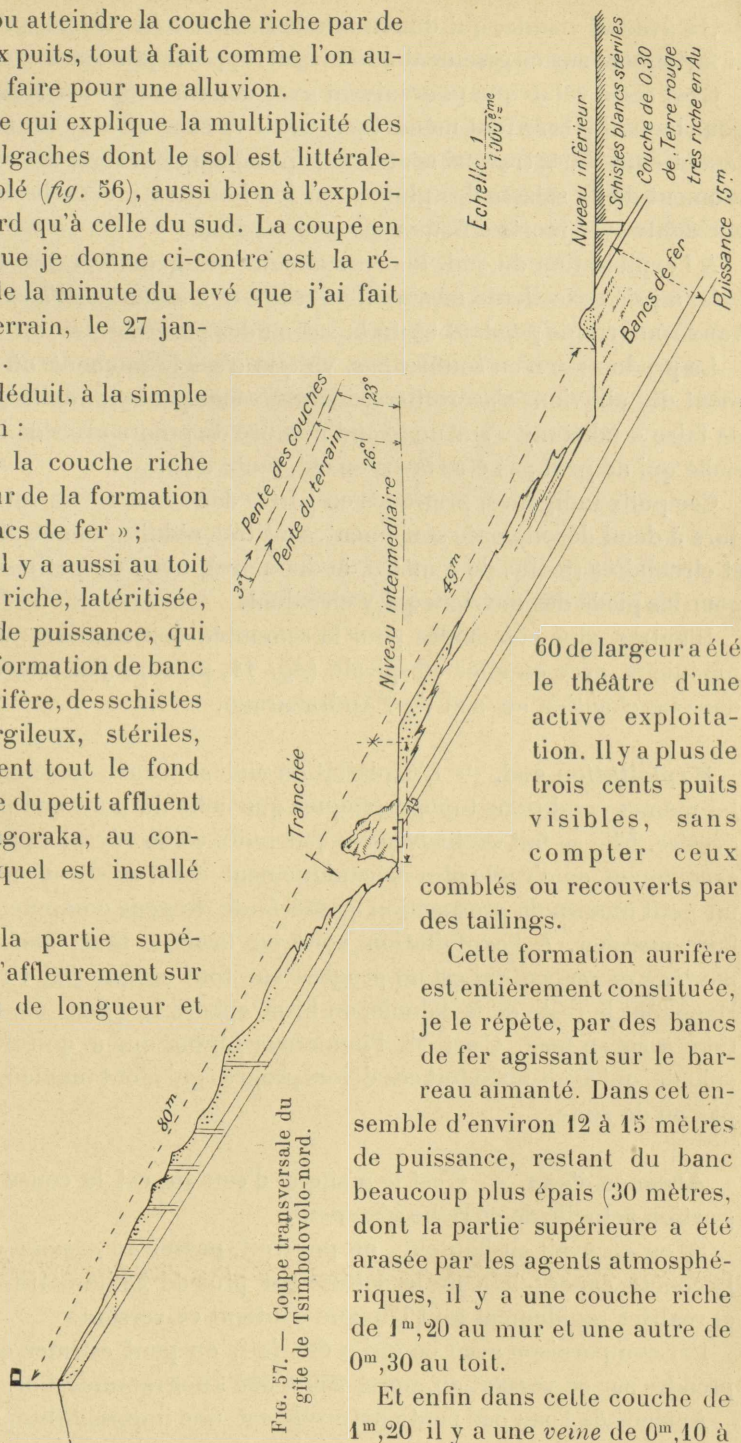 ou atteindre la couche riche par de
x puits, tout à fait comme l'on au-
faire pour une alluvion.
e qui explique la multiplicité des
lgaches dont le sol est littérale-
blé (fig. 56), aussi bien à l'exploi-
rd qu'à celle du sud. La coupe en
ue je donne ci-contre est la ré-
le la minute du levé que j'ai fait
errain, le 27 jan-
.
déduit, à la simple
n :
la couche riche
ur de la formation
ncs de fer » ;
l y a aussi au toit
riche, latéritisée,
le puissance, qui
formation de banc
ifère, des schistes
rgileux, stériles,
ent tout le fond
e du petit affluent
goraka, au con-
quel est installé
la partie supé-
'affleurement sur
de longueur et
Echelle 1/1000ème
Niveau inférieur
Schistes blancs stériles
Couche de 0.30
de Terre rouge
très riche en Au
Bancs de fer
Puissance 15m
Pente des couches
Pente du terrain
3°
23°
26°
Niveau intermédiaire
49m
Tranchée
80m
FIG. 57. — Coupe transversale du
gîte de Tsimbolovolo-nord.
60 de largeur a été
le théâtre d'une
active exploita-
tion. Il y a plus de
trois cents puits
visibles, sans
compter ceux
comblés ou recouverts par
des tailings.
Cette formation aurifère
est entièrement constituée,
je le répète, par des bancs
de fer agissant sur le bar-
reau aimanté. Dans cet en-
semble d'environ 12 à 15 mètres
de puissance, restant du banc
beaucoup plus épais (30 mètres,
dont la partie supérieure a été
arasée par les agents atmosphé-
riques, il y a une couche riche
de 1m,20 au mur et une autre de
0m,30 au toit.
Et enfin dans cette couche de
1m,20 il y a une veine de 0m,10 à